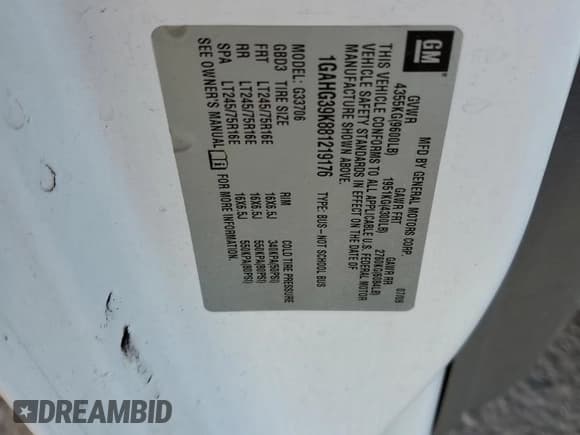 GM
MFD BY GENERAL MOTORS CORP.
07/08
GVWR GAWR FRT GAWR RR
4355KG(9600LB) 1951KG(4300LB) 2760KG(6084LB)
THIS VEHICLE CONFORMS TO ALL APPLICABLE U.S. FEDERAL MOTOR
VEHICLE SAFETY STANDARDS IN EFFECT ON THE DATE OF
MANUFACTURE SHOWN ABOVE.
1GAHG39K881219176 TYPE: BUS–NOT SCHOOL BUS
MODEL: G33706
GBD3 TIRE SIZE RIM COLD TIRE PRESSURE
FRT LT245/75R16E 16X6.5J 340KPA(50PSI)
RR LT245/75R16E 16X6.5J 550KPA(80PSI)
SPA LT245/75R16E 16X6.5J 550KPA(80PSI)
SEE OWNER'S MANUAL FOR MORE INFORMATION.
DREAMBID